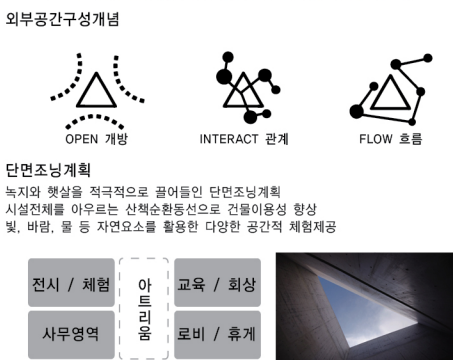 외부공간구성개념
OPEN 개방
INTERACT 관계
FLOW 흐름
단면조닝계획
녹지와 햇살을 적극적으로 끌어들인 단면조닝계획
시설전체를 아우르는 산책순환동선으로 건물이용성 향상
빛, 바람, 물 등 자연요소를 활용한 다양한 공간적 체험제공
전시 / 체험
아트리움
교육 / 회상
사무영역
로비 / 휴게